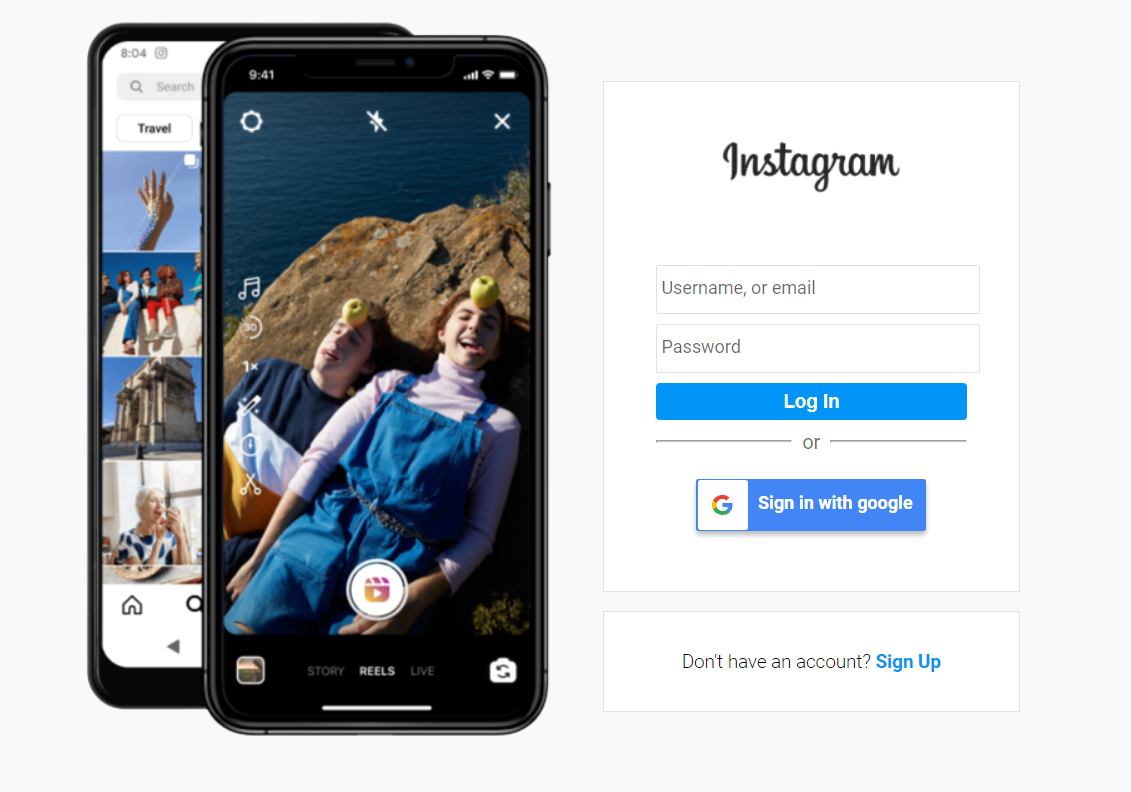 8:04
Search
Travel
9:41
30
1×
STORY REELS LIVE
Instagram
Username, or email
Password
Log In
or
Sign in with google
Don't have an account? Sign Up